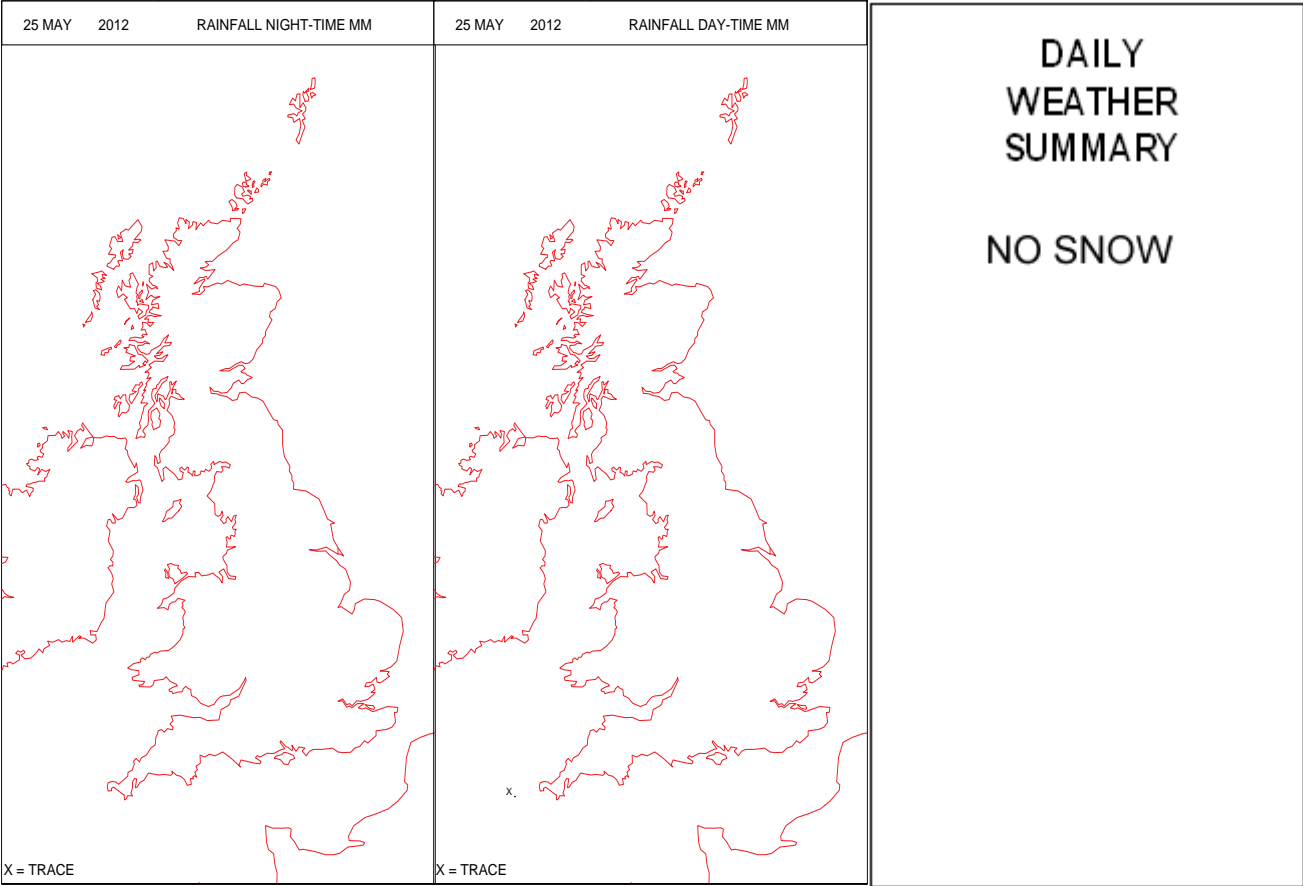 25 MAY 2012 RAINFALL NIGHT-TIME MM
X = TRACE
25 MAY 2012 RAINFALL DAY-TIME MM
x.
X = TRACE
DAILY
WEATHER
SUMMARY
NO SNOW